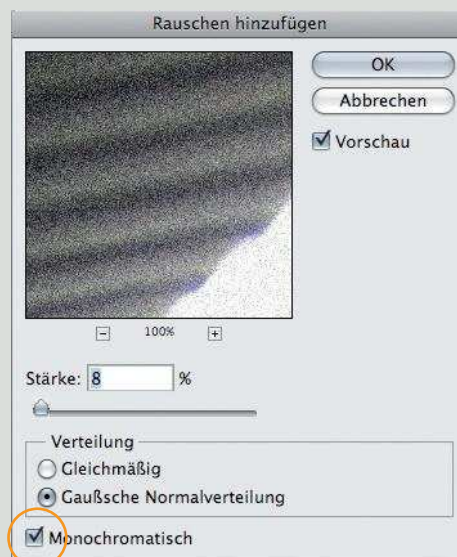 Rauschen hinzufügen
OK
Abbrechen
Vorschau
100%
Stärke: 8 %
Verteilung
Gleichmäßig
Gaußsche Normalverteilung
Monochromatisch